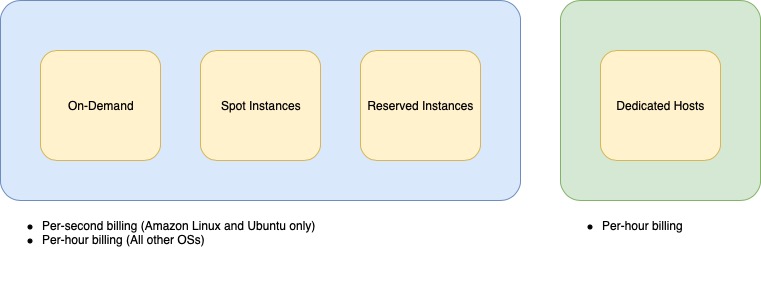 On-Demand
Spot Instances
Reserved Instances
Dedicated Hosts
• Per-second billing (Amazon Linux and Ubuntu only)
• Per-hour billing (All other OSs)
• Per-hour billing